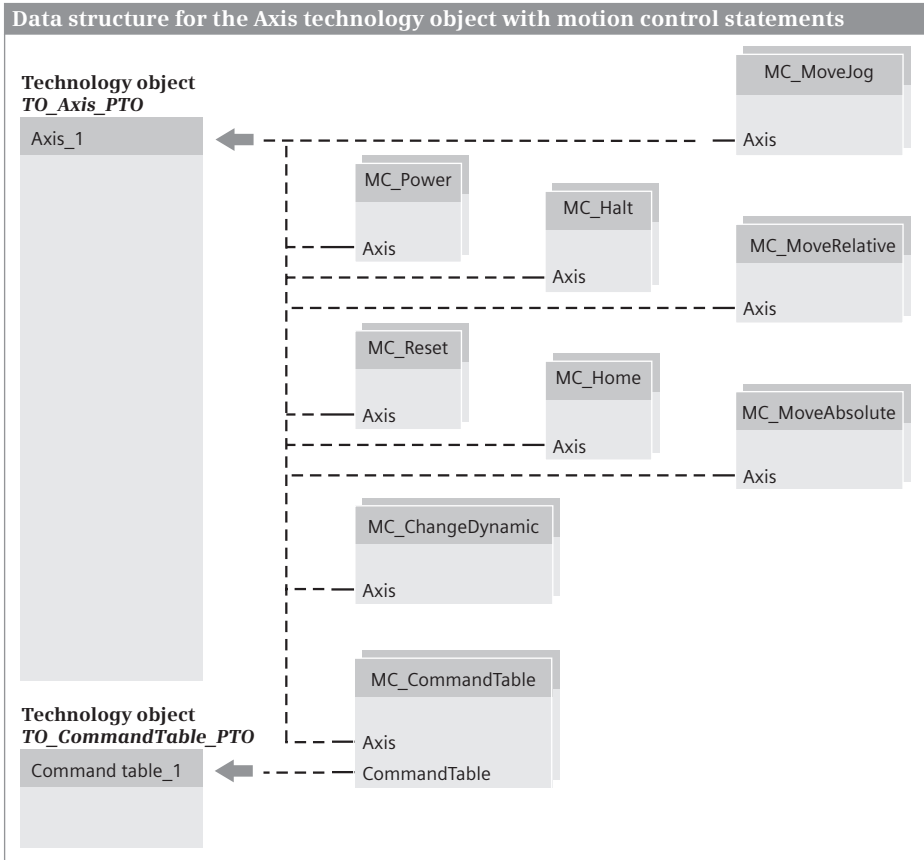 Data structure for the Axis technology object with motion control statements
Technology object
TO_Axis_PTO
Axis_1
MC_MoveJog
Axis
MC_Power
Axis
MC_Halt
Axis
MC_MoveRelative
Axis
MC_Reset
Axis
MC_Home
Axis
MC_MoveAbsolute
Axis
MC_ChangeDynamic
Axis
MC_CommandTable
Axis
CommandTable
Technology object
TO_CommandTable_PTO
Command table_1